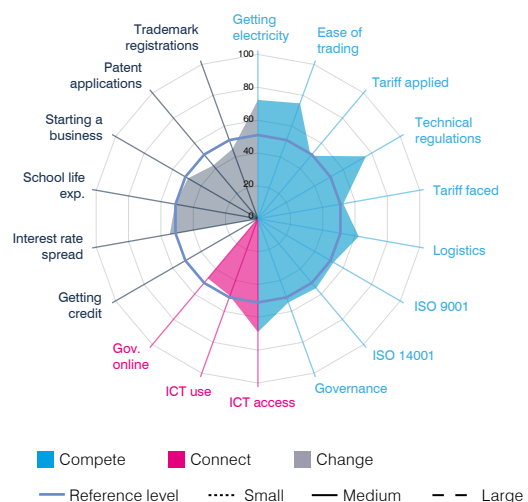 Getting
electricity
Ease of
trading
Tariff applied
Technical
regulations
Tariff faced
Logistics
ISO 9001
ISO 14001
Governance
ICT access
ICT use
Gov.
online
Getting
credit
Interest rate
spread
School life
exp.
Starting a
business
Patent
applications
Trademark
registrations
100
80
60
40
20
0
Compete
Connect
Change
Reference level
Small
Medium
Large